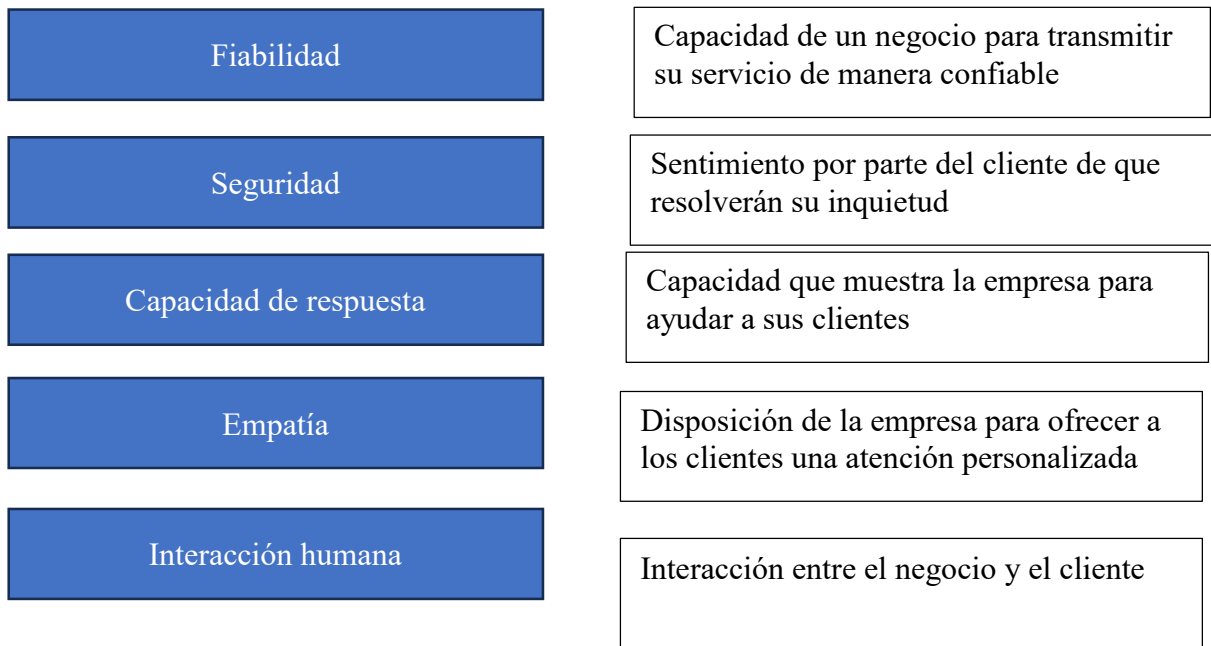 Fiabilidad
Capacidad de un negocio para transmitir
su servicio de manera confiable
Seguridad
Sentimiento por parte del cliente de que
resolverán su inquietud
Capacidad de respuesta
Capacidad que muestra la empresa para
ayudar a sus clientes
Empatía
Disposición de la empresa para ofrecer a
los clientes una atención personalizada
Interacción humana
Interacción entre el negocio y el cliente